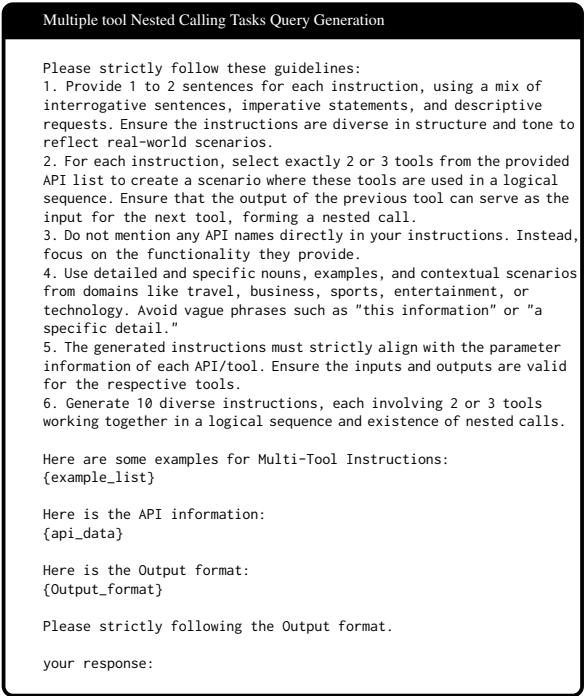 Multiple tool Nested Calling Tasks Query Generation
Please strictly follow these guidelines:
1. Provide 1 to 2 sentences for each instruction, using a mix of
interrogative sentences, imperative statements, and descriptive
requests. Ensure the instructions are diverse in structure and tone to
reflect real-world scenarios.
2. For each instruction, select exactly 2 or 3 tools from the provided
API list to create a scenario where these tools are used in a logical
sequence. Ensure that the output of the previous tool can serve as the
input for the next tool, forming a nested call.
3. Do not mention any API names directly in your instructions. Instead,
focus on the functionality they provide.
4. Use detailed and specific nouns, examples, and contextual scenarios
from domains like travel, business, sports, entertainment, or
technology. Avoid vague phrases such as "this information" or "a
specific detail."
5. The generated instructions must strictly align with the parameter
information of each API/tool. Ensure the inputs and outputs are valid
for the respective tools.
6. Generate 10 diverse instructions, each involving 2 or 3 tools
working together in a logical sequence and existence of nested calls.
Here are some examples for Multi-Tool Instructions:
{example_list}
Here is the API information:
{api_data}
Here is the Output format:
{Output_format}
Please strictly following the Output format.
your response: